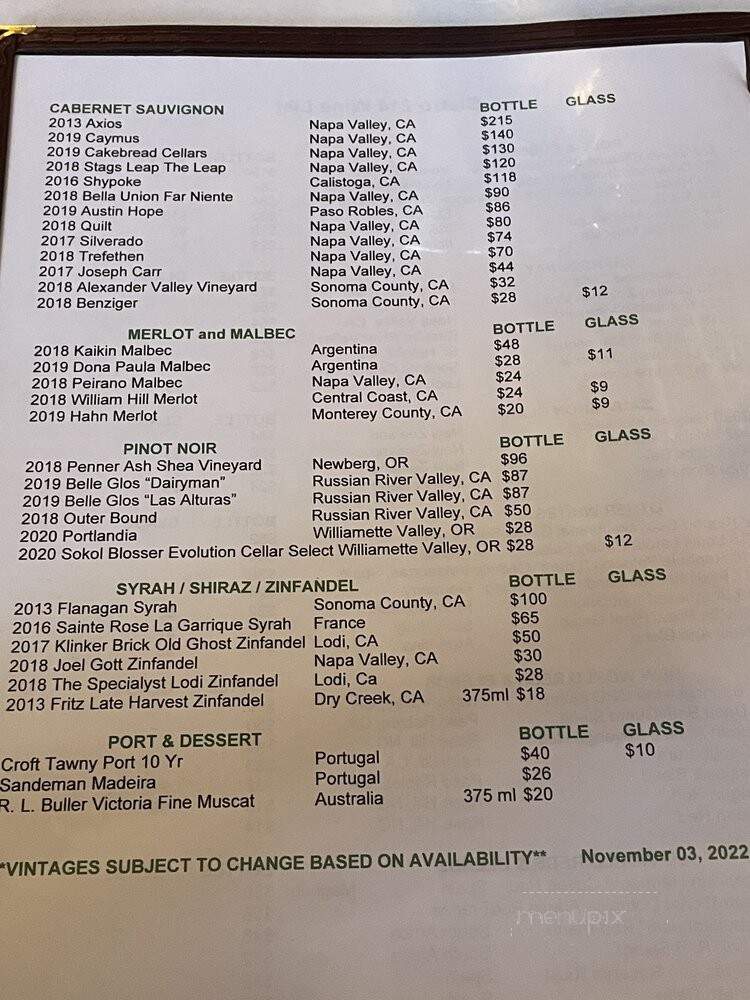 CABERNET SAUVIGNON BOTTLE GLASS
2013 Axios Napa Valley, CA $215
2019 Caymus Napa Valley, CA $140
2019 Cakebread Cellars Napa Valley, CA $130
2018 Stags Leap The Leap Napa Valley, CA $120
2016 Shypoke Calistoga, CA $118
2018 Bella Union Far Niente Napa Valley, CA $90
2019 Austin Hope Paso Robles, CA $86
2018 Quilt Napa Valley, CA $80
2017 Silverado Napa Valley, CA $74
2018 Trefethen Napa Valley, CA $70
2017 Joseph Carr Napa Valley, CA $44
2018 Alexander Valley Vineyard Sonoma County, CA $32
2018 Benziger Sonoma County, CA $28 $12
MERLOT and MALBEC BOTTLE GLASS
2018 Kaikin Malbec Argentina $48
2019 Dona Paula Malbec Argentina $28 $11
2018 Peirano Malbec Napa Valley, CA $24
2018 William Hill Merlot Central Coast, CA $24 $9
2019 Hahn Merlot Monterey County, CA $20 $9
PINOT NOIR BOTTLE GLASS
2018 Penner Ash Shea Vineyard Newberg, OR $96
2019 Belle Glos “Dairyman” Russian River Valley, CA $87
2019 Belle Glos “Las Alturas” Russian River Valley, CA $87
2018 Outer Bound Russian River Valley, CA $50
2020 Portlandia Williamette Valley, OR $28
2020 Sokol Blosser Evolution Cellar Select Williamette Valley, OR $28 $12
SYRAH / SHIRAZ / ZINFANDEL BOTTLE GLASS
2013 Flanagan Syrah Sonoma County, CA $100
2016 Sainte Rose La Garrique Syrah France $65
2017 Klinker Brick Old Ghost Zinfandel Lodi, CA $50
2018 Joel Gott Zinfandel Napa Valley, CA $30
2018 The Specialyst Lodi Zinfandel Lodi, Ca $28
2013 Fritz Late Harvest Zinfandel Dry Creek, CA 375ml $18
PORT & DESSERT BOTTLE GLASS
Croft Tawny Port 10 Yr Portugal $40 $10
Sandeman Madeira Portugal $26
R. L. Buller Victoria Fine Muscat Australia 375 ml $20
*VINTAGES SUBJECT TO CHANGE BASED ON AVAILABILITY** November 03, 2022
menupix